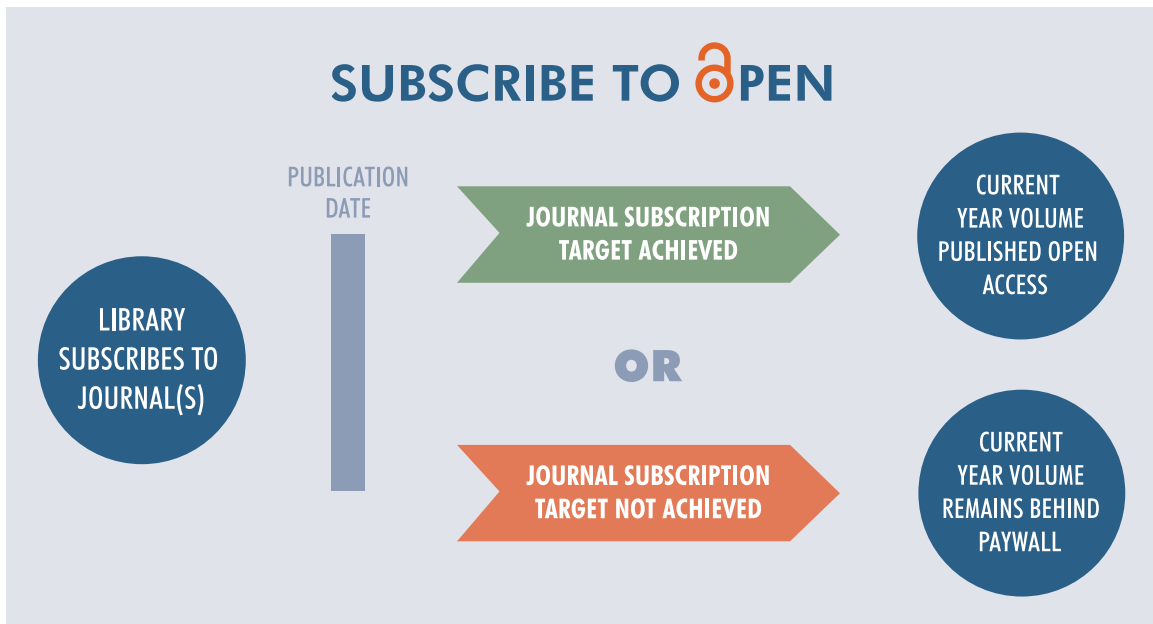 SUBSCRIBE TO OPEN
PUBLICATION
DATE
LIBRARY
SUBSCRIBES TO
JOURNAL(S)
JOURNAL SUBSCRIPTION
TARGET ACHIEVED
CURRENT
YEAR VOLUME
PUBLISHED OPEN
ACCESS
OR
JOURNAL SUBSCRIPTION
TARGET NOT ACHIEVED
CURRENT
YEAR VOLUME
REMAINS BEHIND
PAYWALL